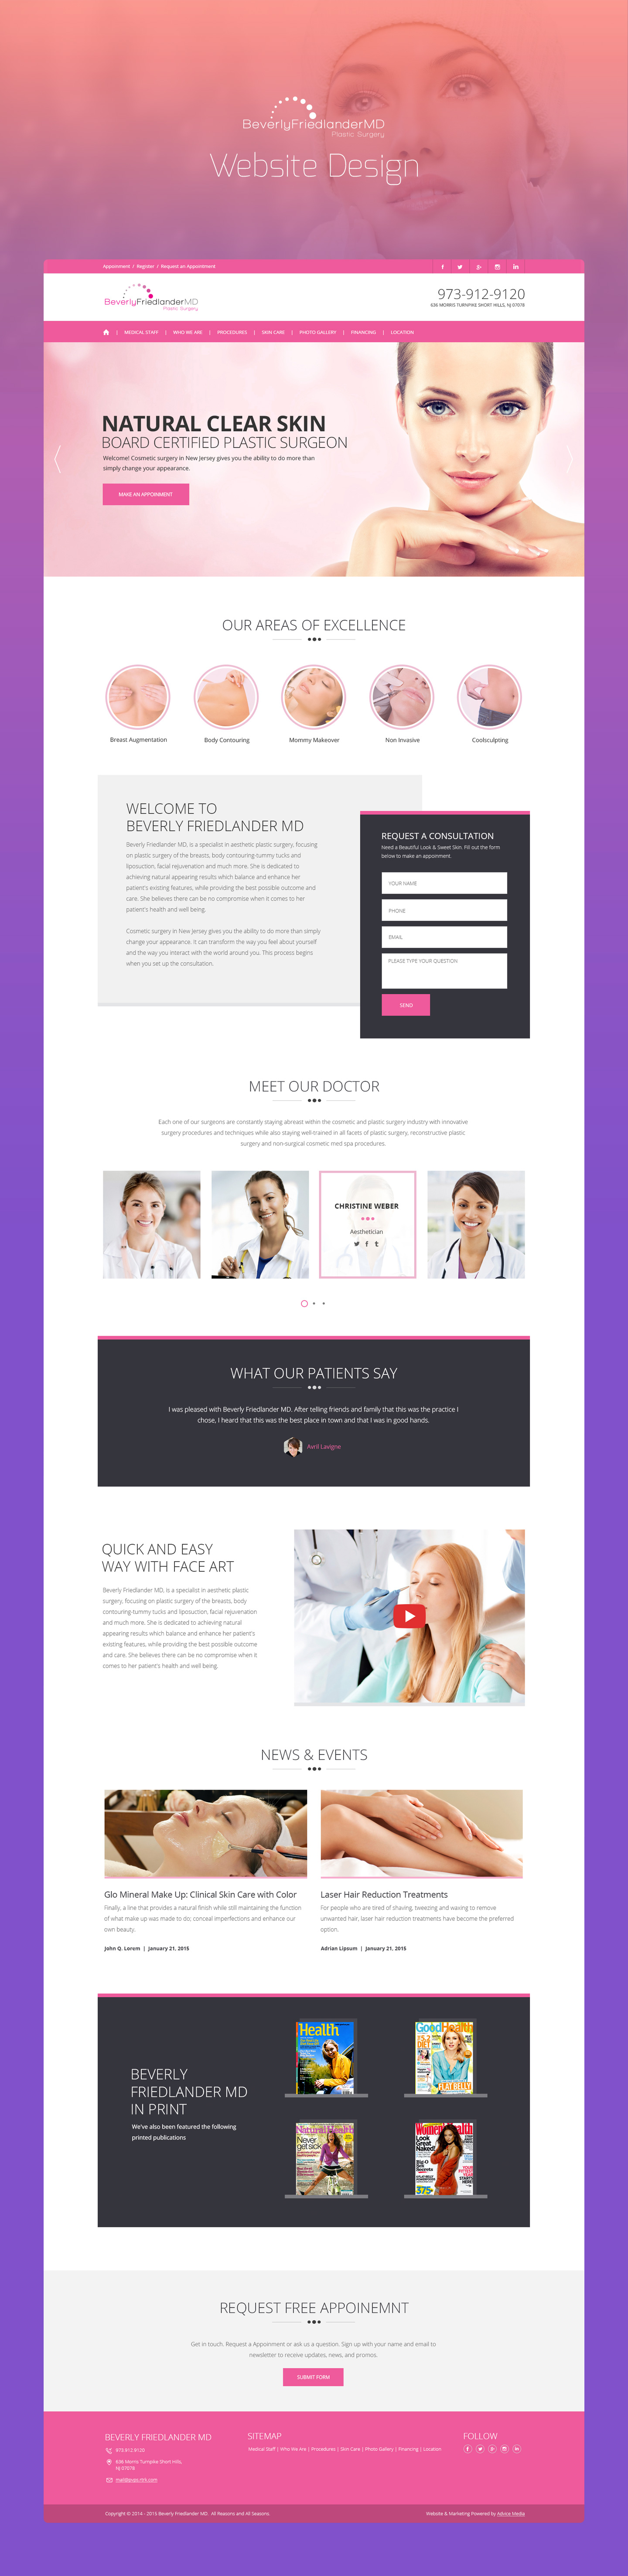 BeverlyFriedlanderMD
Plastic Surgery
Website Design
Appoinment / Register / Request an Appointment
BeverlyFriedlanderMD
Plastic Surgery
973-912-9120
636 MORRIS TURNPIKE SHORT HILLS, NJ 07078
MEDICAL STAFF | WHO WE ARE | PROCEDURES | SKIN CARE | PHOTO GALLERY | FINANCING | LOCATION
NATURAL CLEAR SKIN
BOARD CERTIFIED PLASTIC SURGEON
Welcome! Cosmetic surgery in New Jersey gives you the ability to do more than
simply change your appearance.
MAKE AN APPOINMENT
OUR AREAS OF EXCELLENCE
Breast Augmentation
Body Contouring
Mommy Makeover
Non Invasive
Coolsculpting
WELCOME TO
BEVERLY FRIEDLANDER MD
Beverly Friedlander MD, is a specialist in aesthetic plastic surgery, focusing
on plastic surgery of the breasts, body contouring-tummy tucks and
liposuction, facial rejuvenation and much more. She is dedicated to
achieving natural appearing results which balance and enhance her
patient's existing features, while providing the best possible outcome and
care. She believes there can be no compromise when it comes to her
patient's health and well being.
Cosmetic surgery in New Jersey gives you the ability to do more than simply
change your appearance. It can transform the way you feel about yourself
and the way you interact with the world around you. This process begins
when you set up the consultation.
REQUEST A CONSULTATION
Need a Beautiful Look & Sweet Skin. Fill out the form
below to make an appoinment.
YOUR NAME
PHONE
EMAIL
PLEASE TYPE YOUR QUESTION
SEND
MEET OUR DOCTOR
Each one of our surgeons are constantly staying abreast within the cosmetic and plastic surgery industry with innovative
surgery procedures and techniques while also staying well-trained in all facets of plastic surgery, reconstructive plastic
surgery and non-surgical cosmetic med spa procedures.
CHRISTINE WEBER
Aesthetician
WHAT OUR PATIENTS SAY
I was pleased with Beverly Friedlander MD. After telling friends and family that this was the practice I
chose, I heard that this was the best place in town and that I was in good hands.
Avril Lavigne
QUICK AND EASY
WAY WITH FACE ART
Beverly Friedlander MD, is a specialist in aesthetic plastic
surgery, focusing on plastic surgery of the breasts, body
contouring-tummy tucks and liposuction, facial rejuvenation
and much more. She is dedicated to achieving natural
appearing results which balance and enhance her patient's
existing features, while providing the best possible outcome
and care. She believes there can be no compromise when it
comes to her patient's health and well being.
NEWS & EVENTS
Glo Mineral Make Up: Clinical Skin Care with Color
Finally, a line that provides a natural finish while still maintaining the function
of what make up was made to do; conceal imperfections and enhance our
own beauty.
John Q. Lorem | January 21, 2015
Laser Hair Reduction Treatments
For people who are tired of shaving, tweezing and waxing to remove
unwanted hair, laser hair reduction treatments have become the preferred
option.
Adrian Lipsum | January 21, 2015
BEVERLY
FRIEDLANDER MD
IN PRINT
We've also been featured the following
printed publications
Health
GoodHealth
Natural Health
Never
get sick
Women'sHealth
Look
Great
Naked!
REQUEST FREE APPOINEMNT
Get in touch. Request a Appoinment or ask us a question. Sign up with your name and email to
newsletter to receive updates, news, and promos.
SUBMIT FORM
BEVERLY FRIEDLANDER MD
973.912.9120
636 Morris Turnpike Short Hills,
NJ 07078
SITEMAP
Medical Staff | Who We Are | Procedures | Skin Care | Photo Gallery | Financing | Location
FOLLOW
Copyright © 2014 - 2015 Beverly Friedlander MD. All Reasons and All Seasons
Website & Marketing Powered by Advice Media